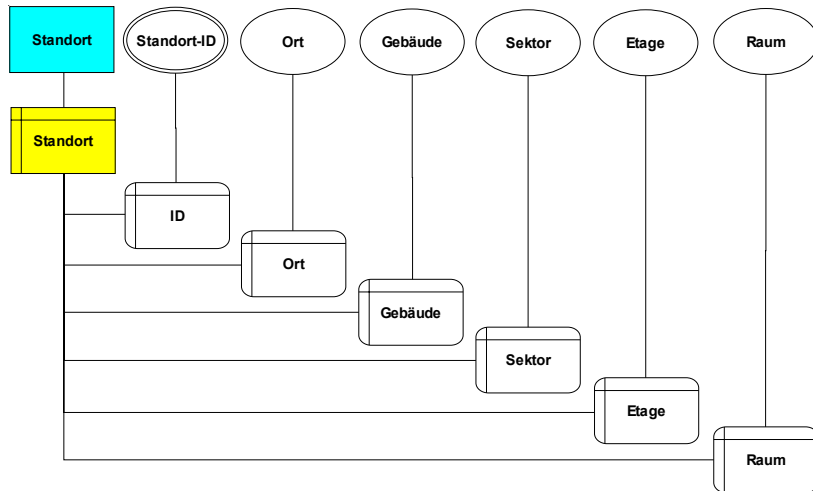 Standort
Standort-ID
Ort
Gebäude
Sektor
Etage
Raum
Standort
ID
Ort
Gebäude
Sektor
Etage
Raum